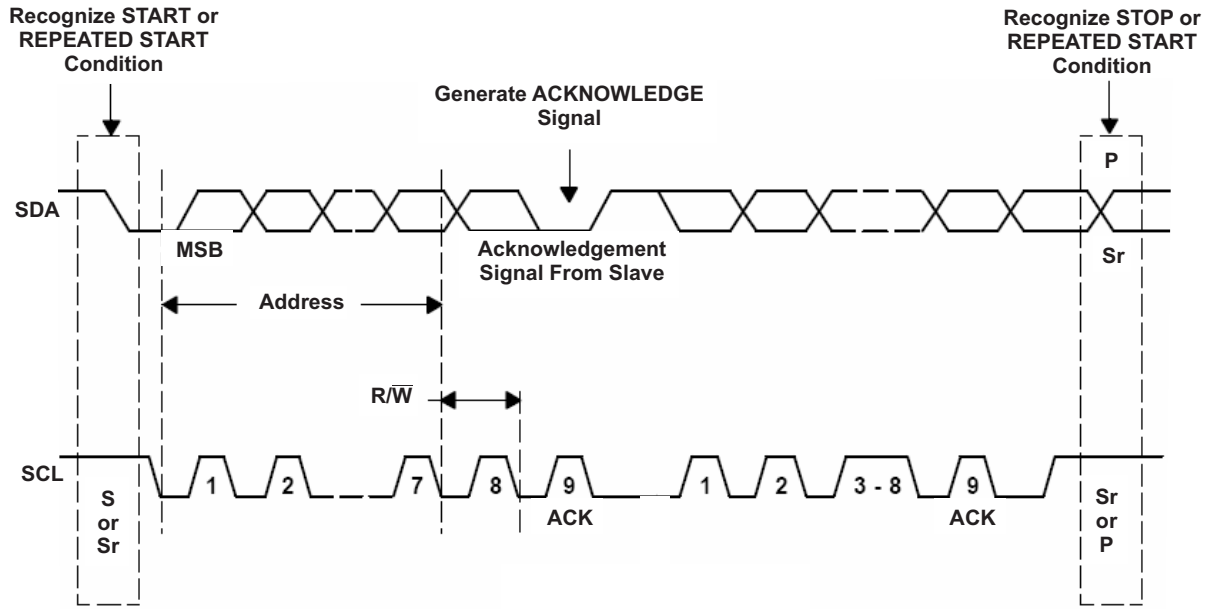 Recognize START or
REPEATED START
Condition
Recognize STOP or
REPEATED START
Condition
Generate ACKNOWLEDGE
Signal
P
SDA
MSB
Acknowledgement
Signal From Slave
Sr
Address
R/W̅
SCL
1
2
7
8
9
1
2
3 - 8
9
S
or
Sr
ACK
ACK
Sr
or
P